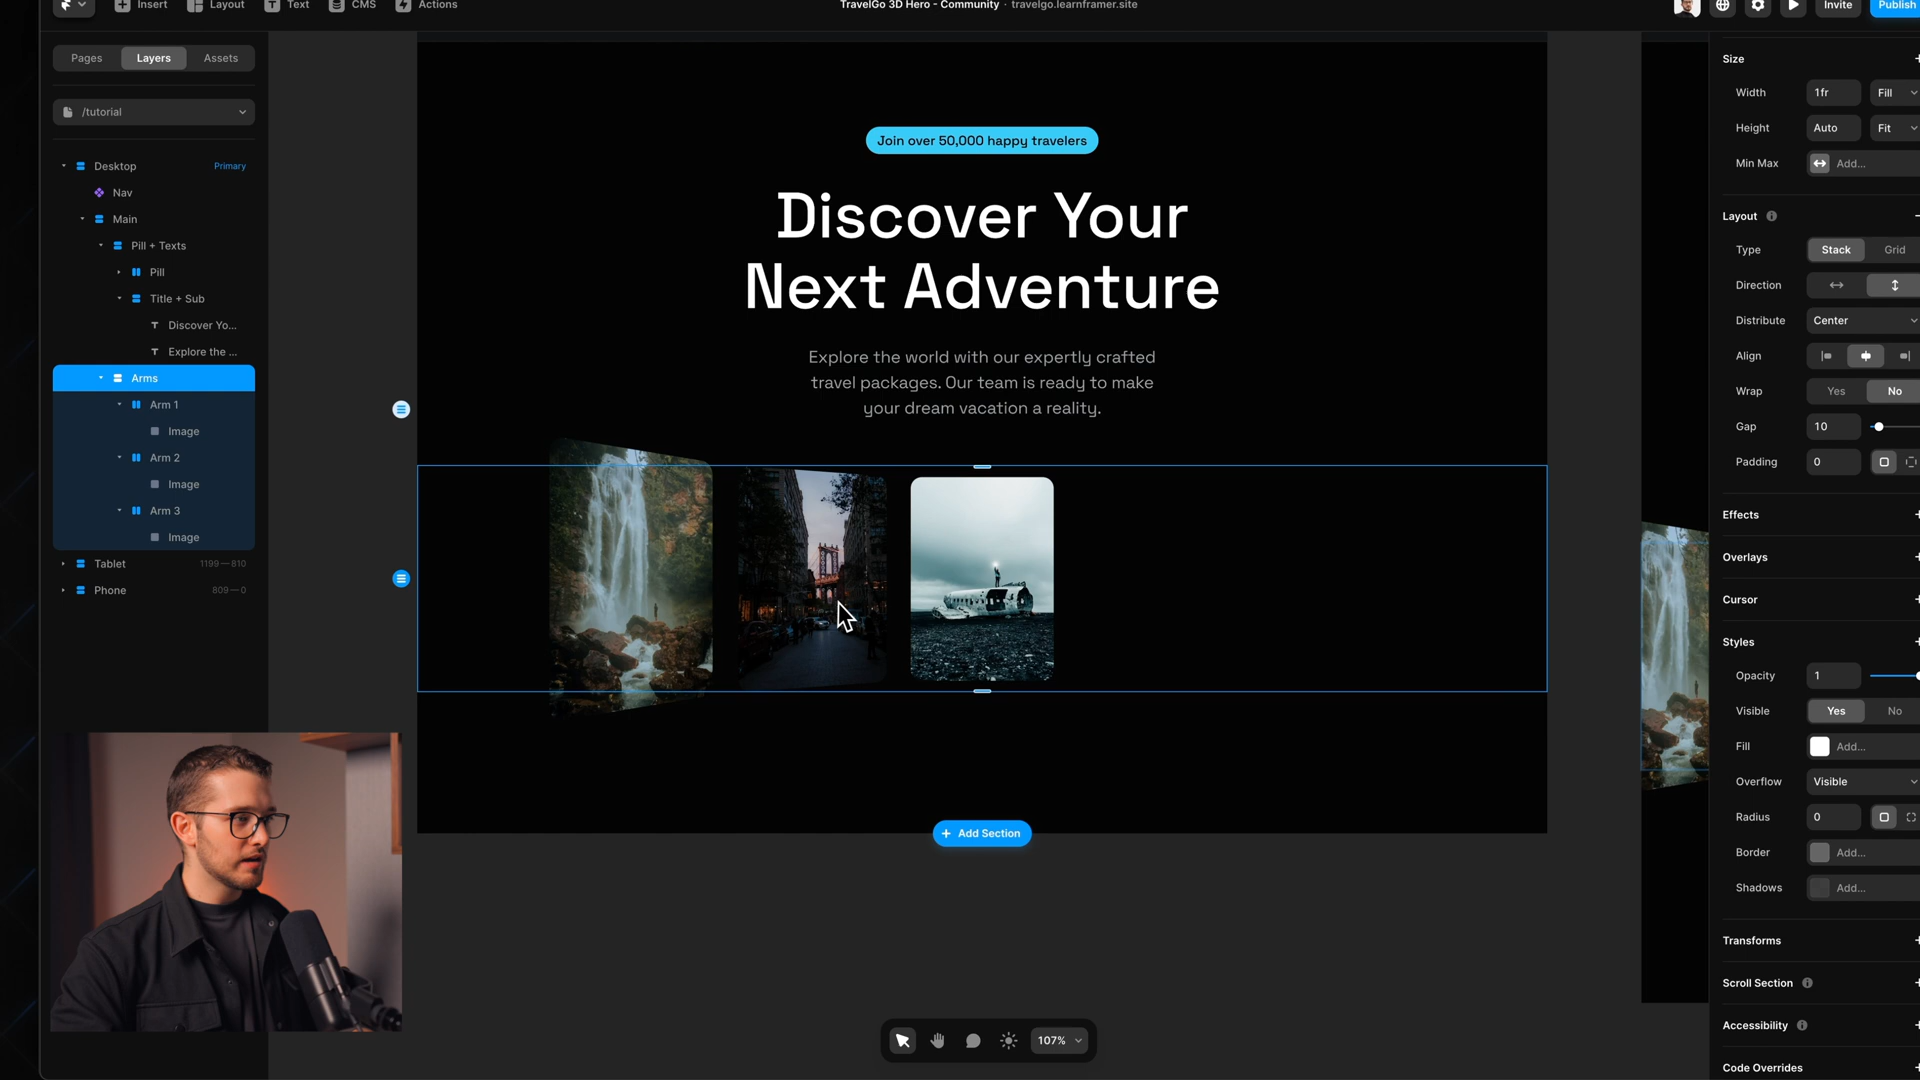 Insert
Layout
Text
CMS
Actions
TravelGo 3D Hero - Community · travelgo.learnframer.site
Invite
Publish
Pages
Layers
Assets
/tutorial
Desktop
Primary
Nav
Main
Pill + Texts
Pill
Title + Sub
Discover Yo...
Explore the ...
Arms
Arm 1
Image
Arm 2
Image
Arm 3
Image
Tablet
1199 — 810
Phone
809 — 0
Join over 50,000 happy travelers
Discover Your
Next Adventure
Explore the world with our expertly crafted
travel packages. Our team is ready to make
your dream vacation a reality.
+ Add Section
107%
Size
Width
1fr
Fill
Height
Auto
Fit
Min Max
Add...
Layout
Type
Stack
Grid
Direction
Distribute
Center
Align
Wrap
Yes
No
Gap
10
Padding
0
Effects
Overlays
Cursor
Styles
Opacity
1
Visible
Yes
No
Fill
Add...
Overflow
Visible
Radius
0
Border
Add...
Shadows
Add...
Transforms
Scroll Section
Accessibility
Code Overrides